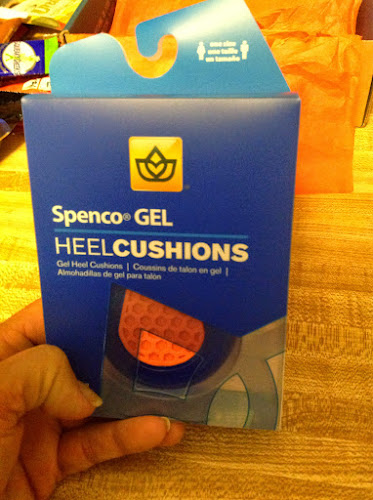 one size
une taille
un tamaño
Spenco® GEL
HEELCUSHIONS
Gel Heel Cushions | Coussins de talon en gel |
Almohadillas de gel para talón